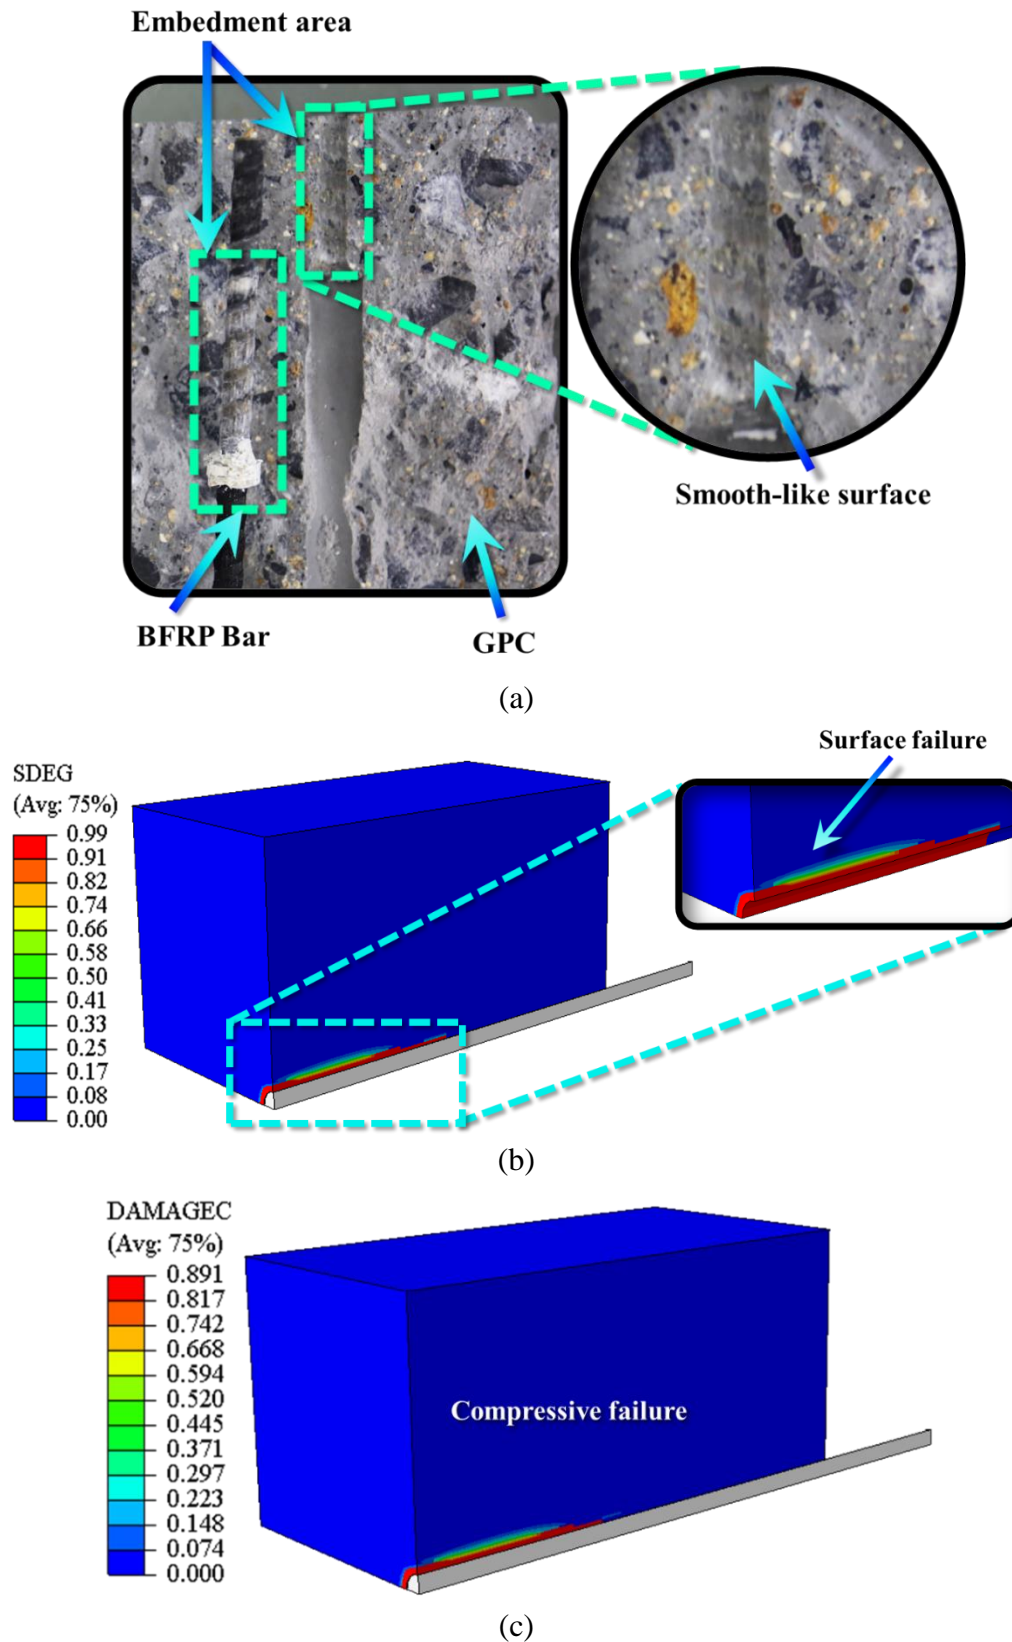 Embedment area
Smooth-like surface
BFRP Bar
GPC
(a)
Surface failure
SDEG
(Avg: 75%)
0.99
0.91
0.82
0.74
0.66
0.58
0.50
0.41
0.33
0.25
0.17
0.08
0.00
(b)
DAMAGEC
(Avg: 75%)
0.891
0.817
0.742
0.668
0.594
0.520
0.445
0.371
0.297
0.223
0.148
0.074
0.000
Compressive failure
(c)